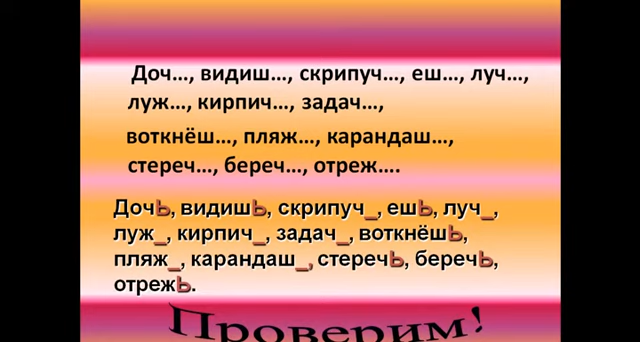 Доч..., видиш..., скрипуч..., еш..., луч...,
луж..., кирпич..., задач...,
воткнёш..., пляж..., карандаш...,
стереч..., береч..., отреж....
Дочь, видишь, скрипуч_, ешь, луч_,
луж_, кирпич_, задач_, воткнёшь,
пляж_, карандаш_, стеречь, беречь,
отрежь.
Проверим!